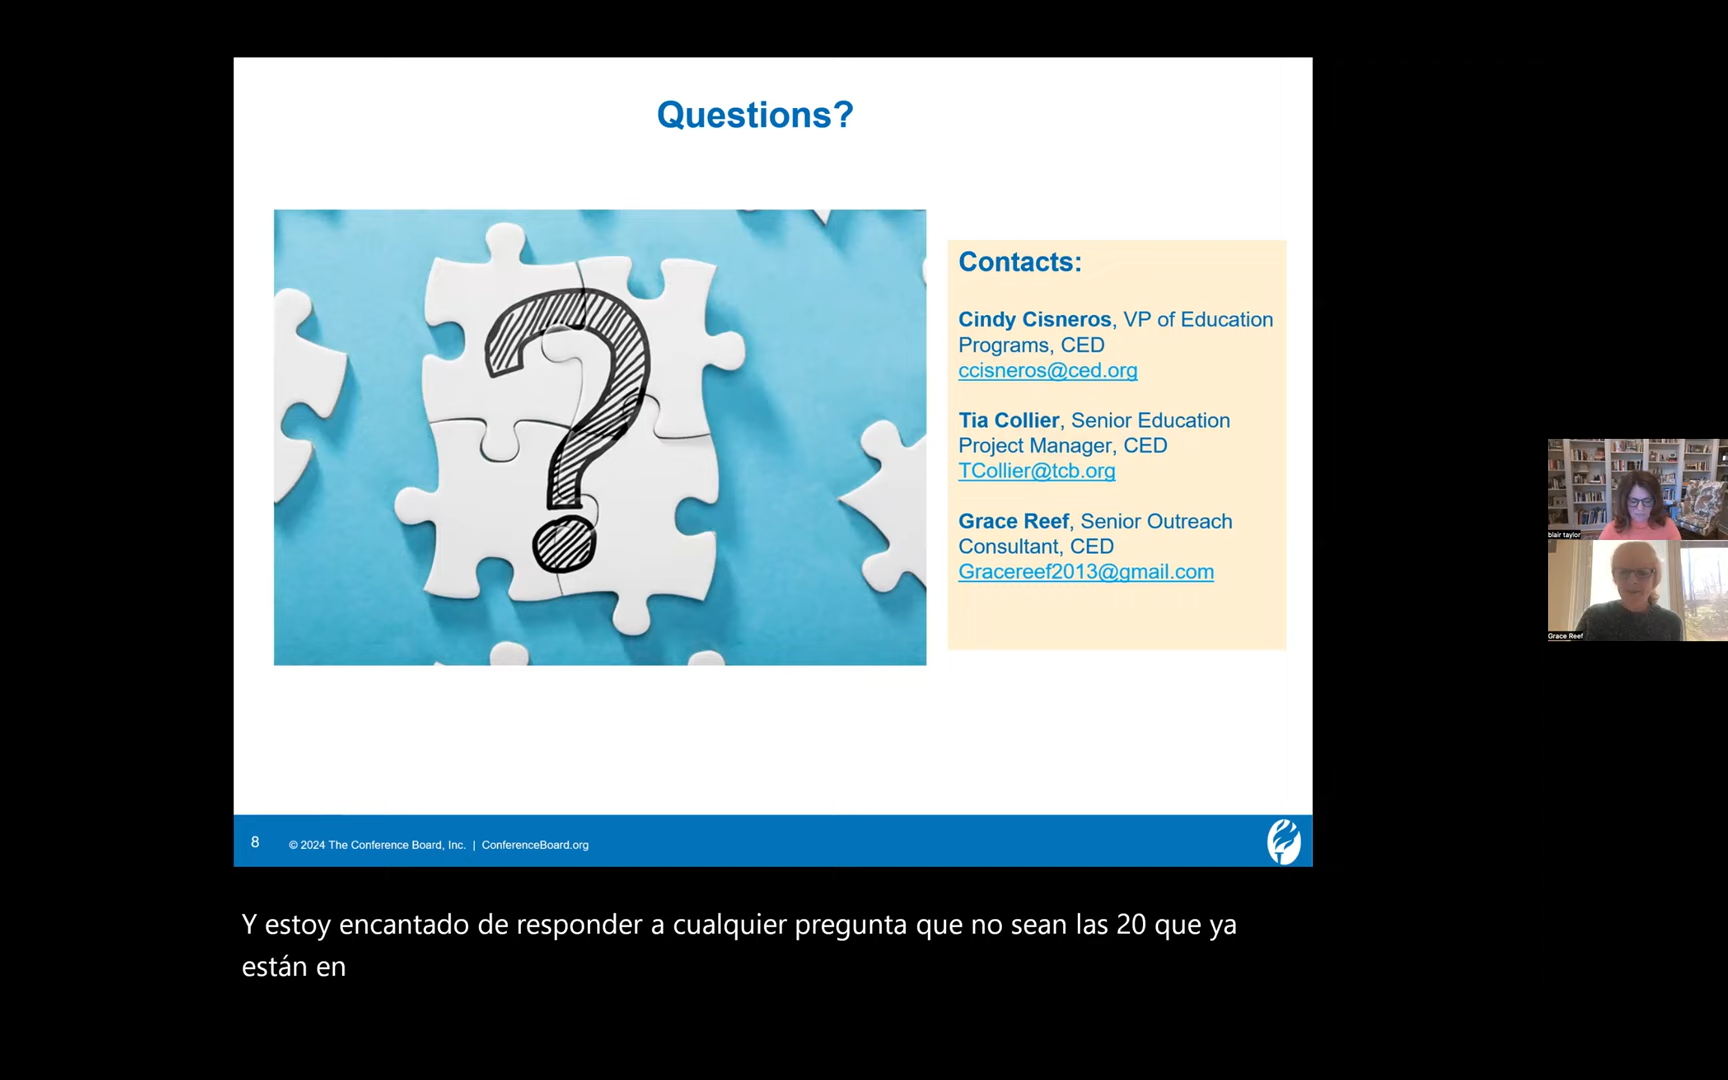 Questions?
Contacts:
Cindy Cisneros, VP of Education
Programs, CED
ccisneros@ced.org
Tia Collier, Senior Education
Project Manager, CED
TCollier@tcb.org
Grace Reef, Senior Outreach
Consultant, CED
Gracereef2013@gmail.com
blair taylor
Grace Reef
8 © 2024 The Conference Board, Inc. | ConferenceBoard.org
Y estoy encantado de responder a cualquier pregunta que no sean las 20 que ya
están en